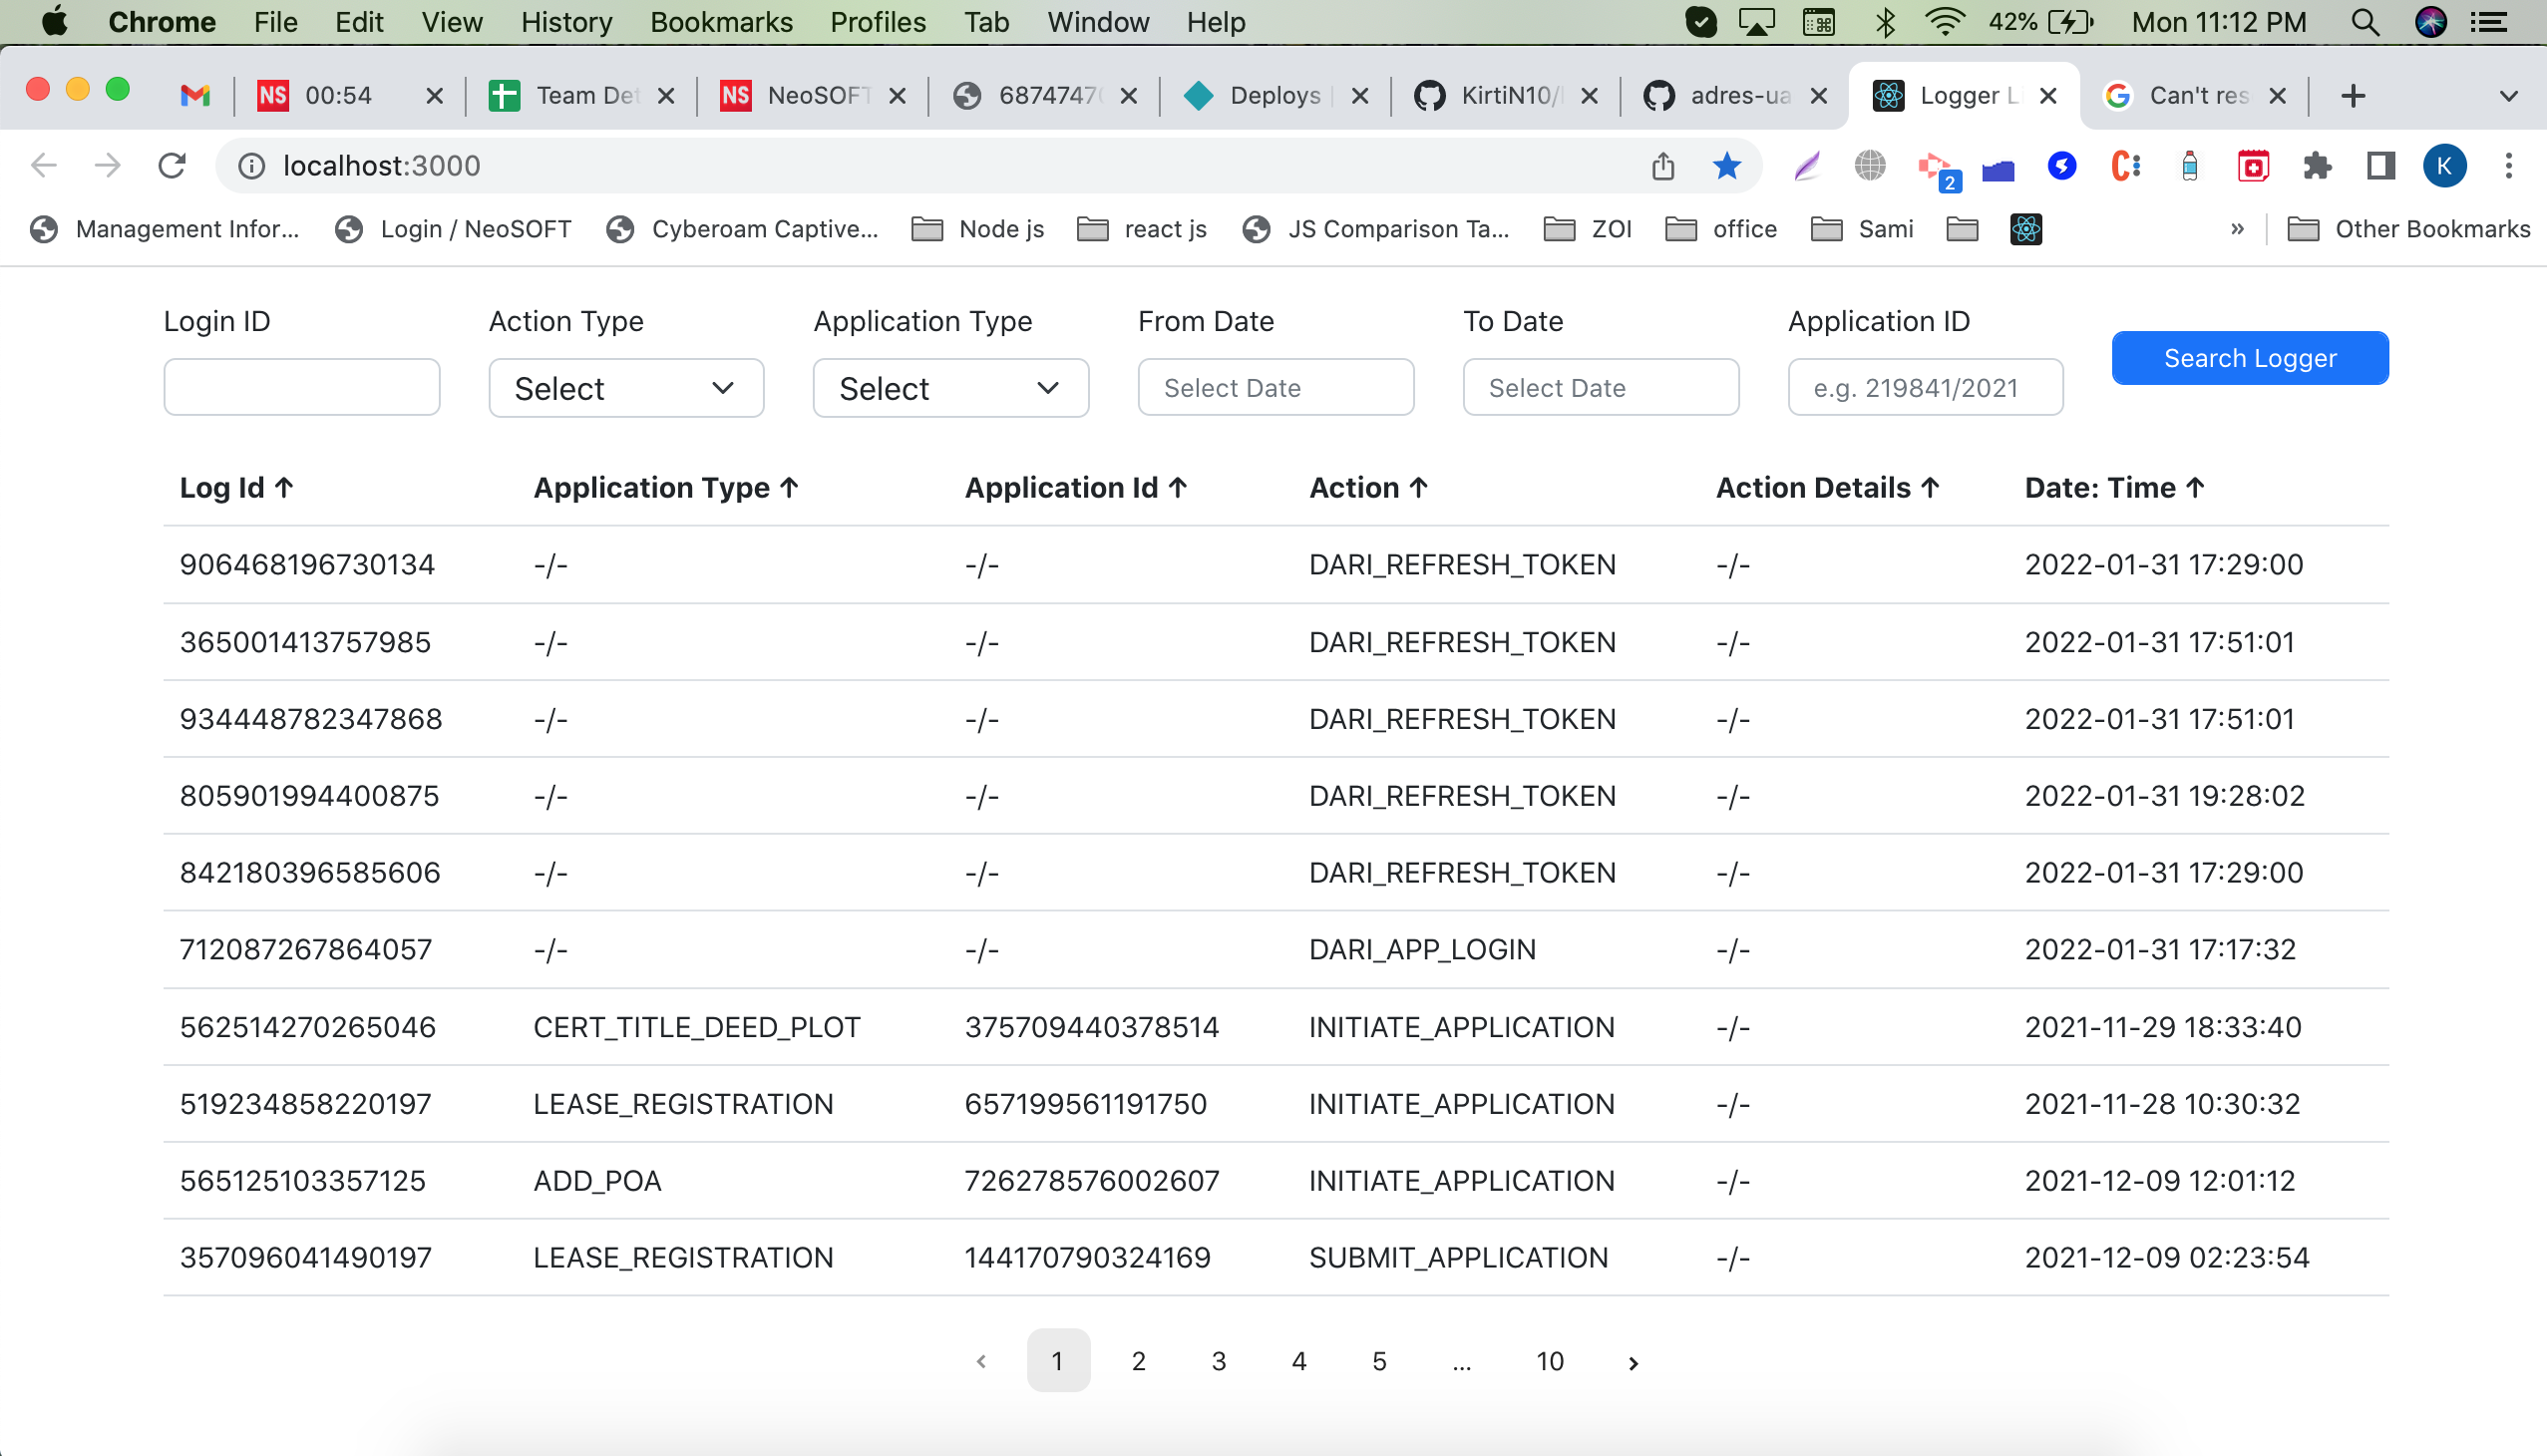 Chrome File Edit View History Bookmarks Profiles Tab Window Help 42% Mon 11:12 PM
NS 00:54 Team Det NS NeoSOFT 6874747 Deploys KirtiN10/ adres-ua Logger Li Can't res
localhost:3000 2 K
Management Infor... Login / NeoSOFT Cyberoam Captive... Node js react js JS Comparison Ta... ZOI office Sami » Other Bookmarks
Login ID Action Type Application Type From Date To Date Application ID
Select Select Select Date Select Date e.g. 219841/2021 Search Logger
Log Id ↑ Application Type ↑ Application Id ↑ Action ↑ Action Details ↑ Date: Time ↑
906468196730134 -/- -/- DARI_REFRESH_TOKEN -/- 2022-01-31 17:29:00
365001413757985 -/- -/- DARI_REFRESH_TOKEN -/- 2022-01-31 17:51:01
934448782347868 -/- -/- DARI_REFRESH_TOKEN -/- 2022-01-31 17:51:01
805901994400875 -/- -/- DARI_REFRESH_TOKEN -/- 2022-01-31 19:28:02
842180396585606 -/- -/- DARI_REFRESH_TOKEN -/- 2022-01-31 17:29:00
712087267864057 -/- -/- DARI_APP_LOGIN -/- 2022-01-31 17:17:32
562514270265046 CERT_TITLE_DEED_PLOT 375709440378514 INITIATE_APPLICATION -/- 2021-11-29 18:33:40
519234858220197 LEASE_REGISTRATION 657199561191750 INITIATE_APPLICATION -/- 2021-11-28 10:30:32
565125103357125 ADD_POA 726278576002607 INITIATE_APPLICATION -/- 2021-12-09 12:01:12
357096041490197 LEASE_REGISTRATION 144170790324169 SUBMIT_APPLICATION -/- 2021-12-09 02:23:54
‹ 1 2 3 4 5 ... 10 ›